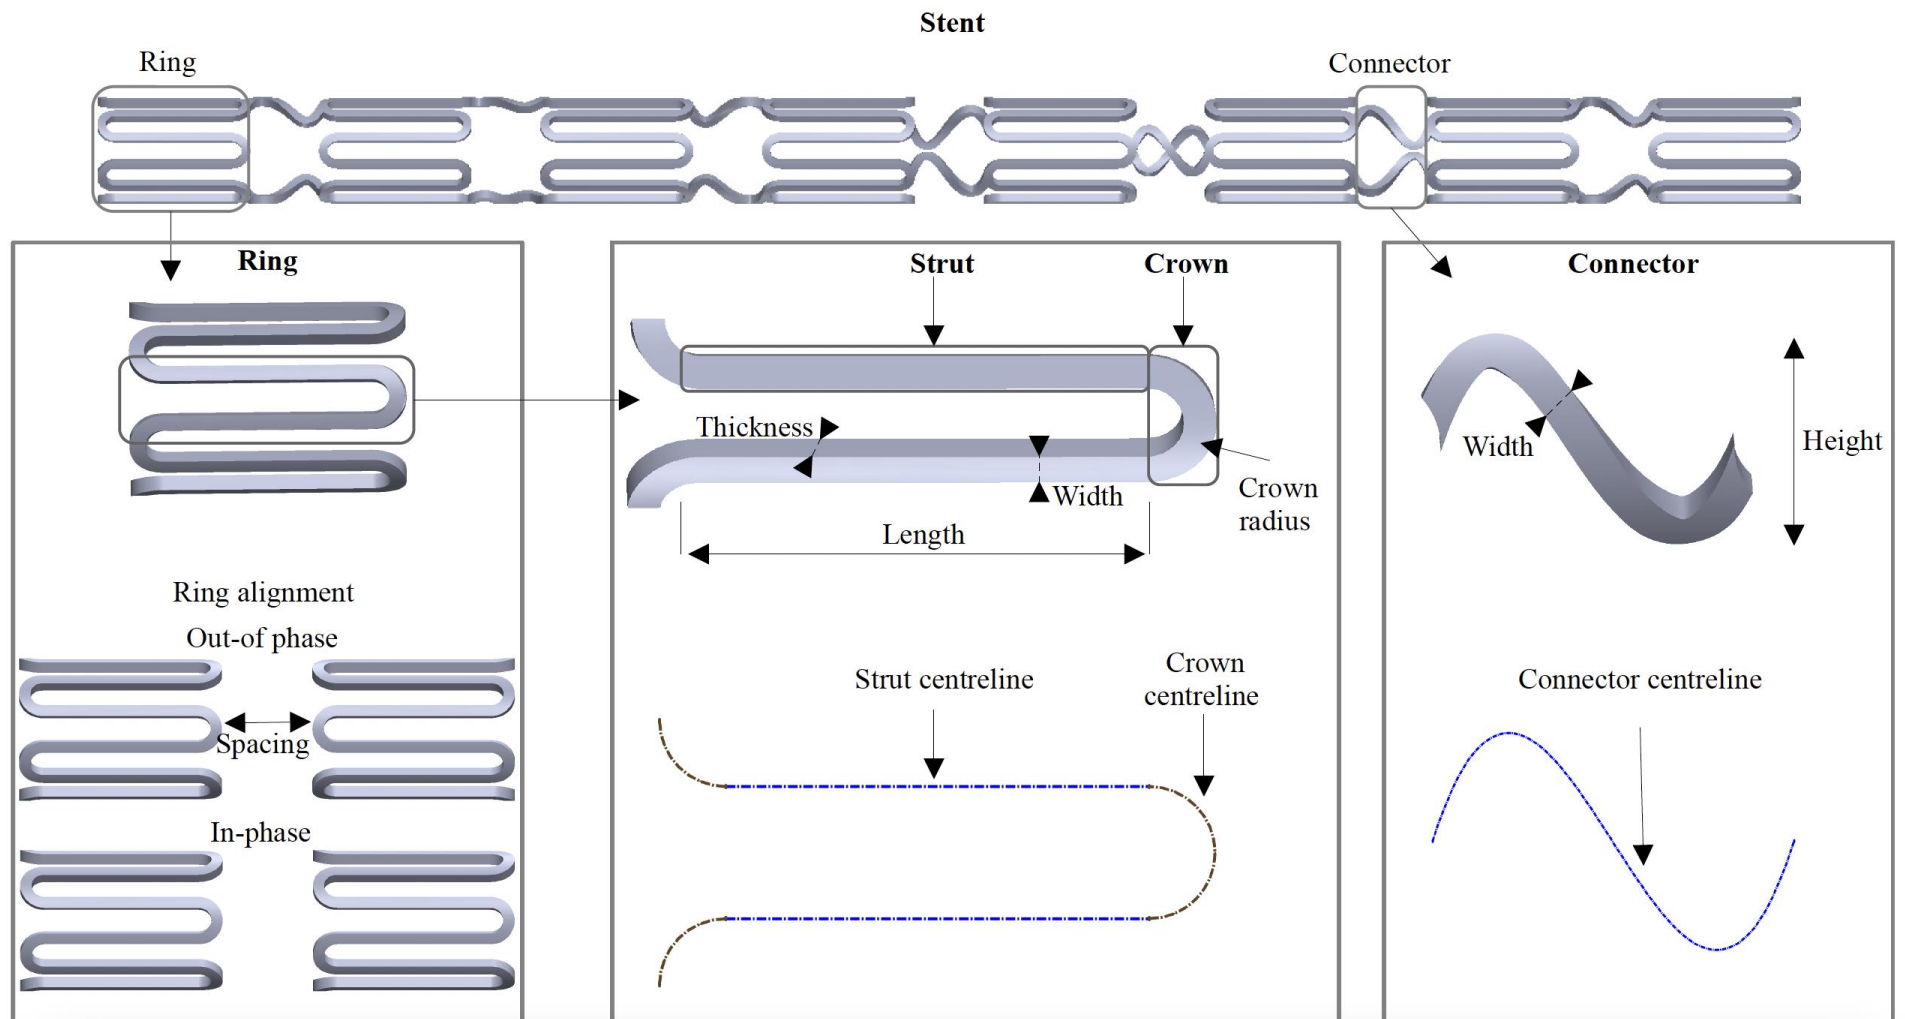 Stent
Ring
Connector
Ring
Ring alignment
Out-of phase
Spacing
In-phase
Strut
Crown
Thickness
Width
Crown
radius
Length
Strut centreline
Crown
centreline
Connector
Width
Height
Connector centreline